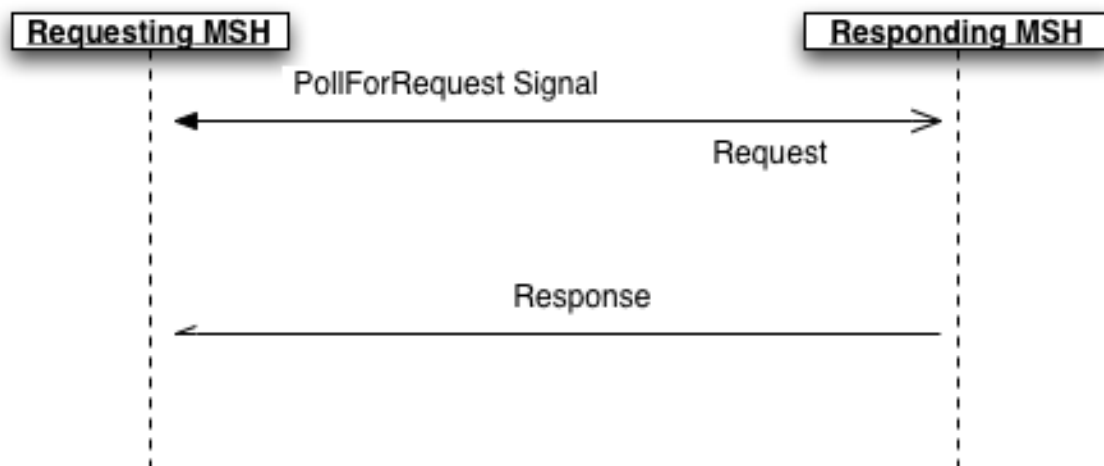 Requesting MSH
Responding MSH
PollForRequest Signal
Request
Response